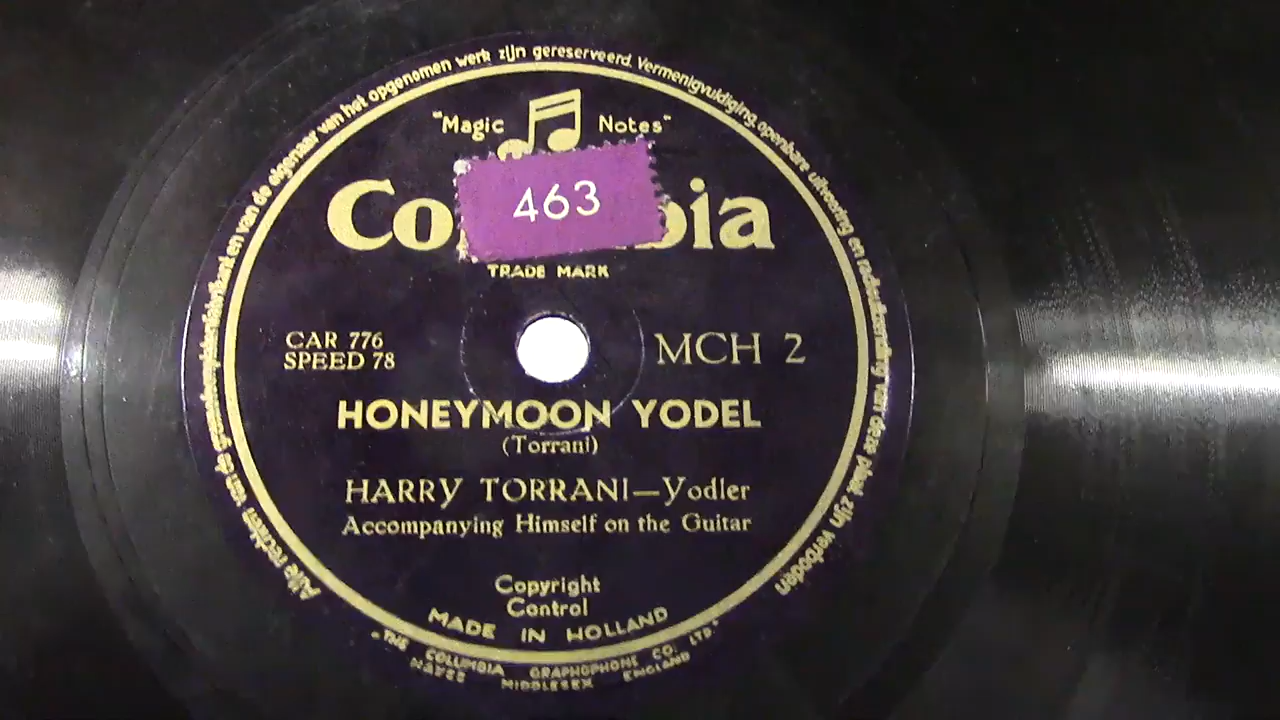 Alle rechten van de grammofoonplatenfabrikant en van de eigenaar van het opgenomen werk zijn gereserveerd. Vermenigvuldiging, openbare uitvoering en radiouitzending van deze plaat zijn verboden
"Magic Notes"
Co bia
463
TRADE MARK
CAR 776
SPEED 78
MCH 2
HONEYMOON YODEL
(Torrani)
HARRY TORRANI—Yodler
Accompanying Himself on the Guitar
Copyright
Control
MADE IN HOLLAND
"THE COLUMBIA GRAPHOPHONE CO. LTD."
HAYES MIDDLESEX ENGLAND